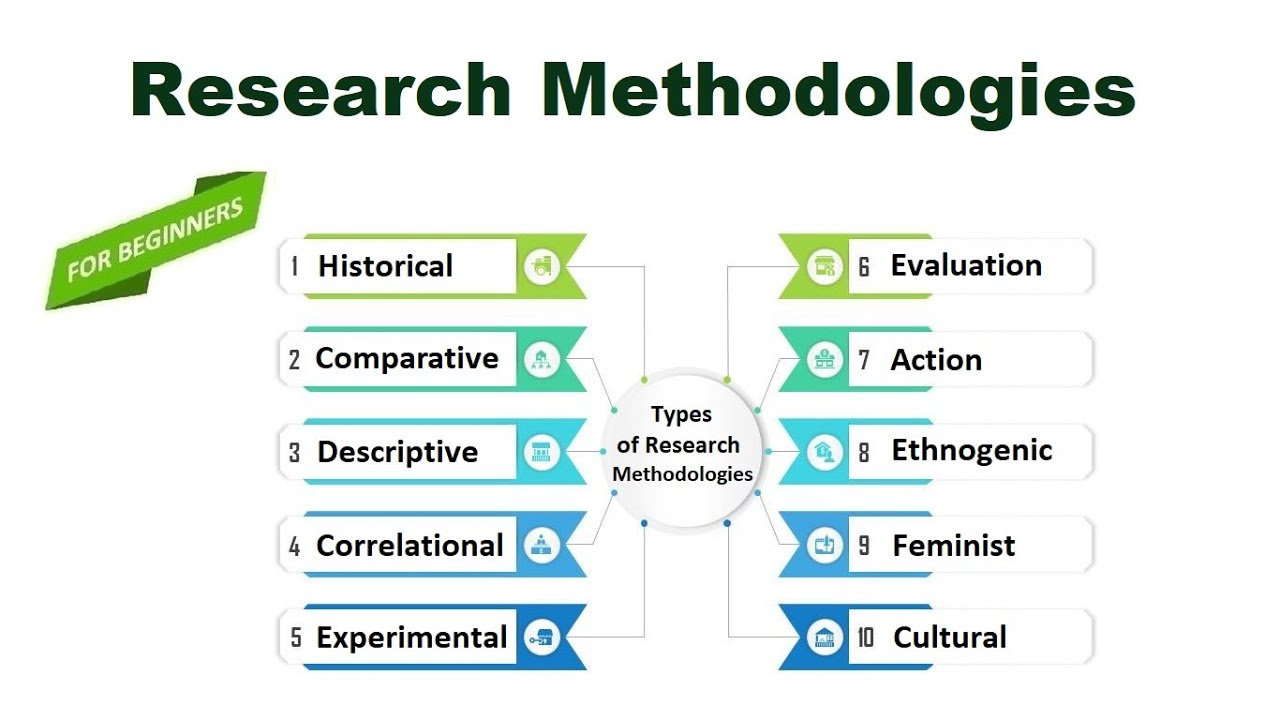 Research Methodologies
FOR BEGINNERS
1 Historical
2 Comparative
3 Descriptive
4 Correlational
5 Experimental
Types
of Research
Methodologies
6 Evaluation
7 Action
8 Ethnogenic
9 Feminist
10 Cultural